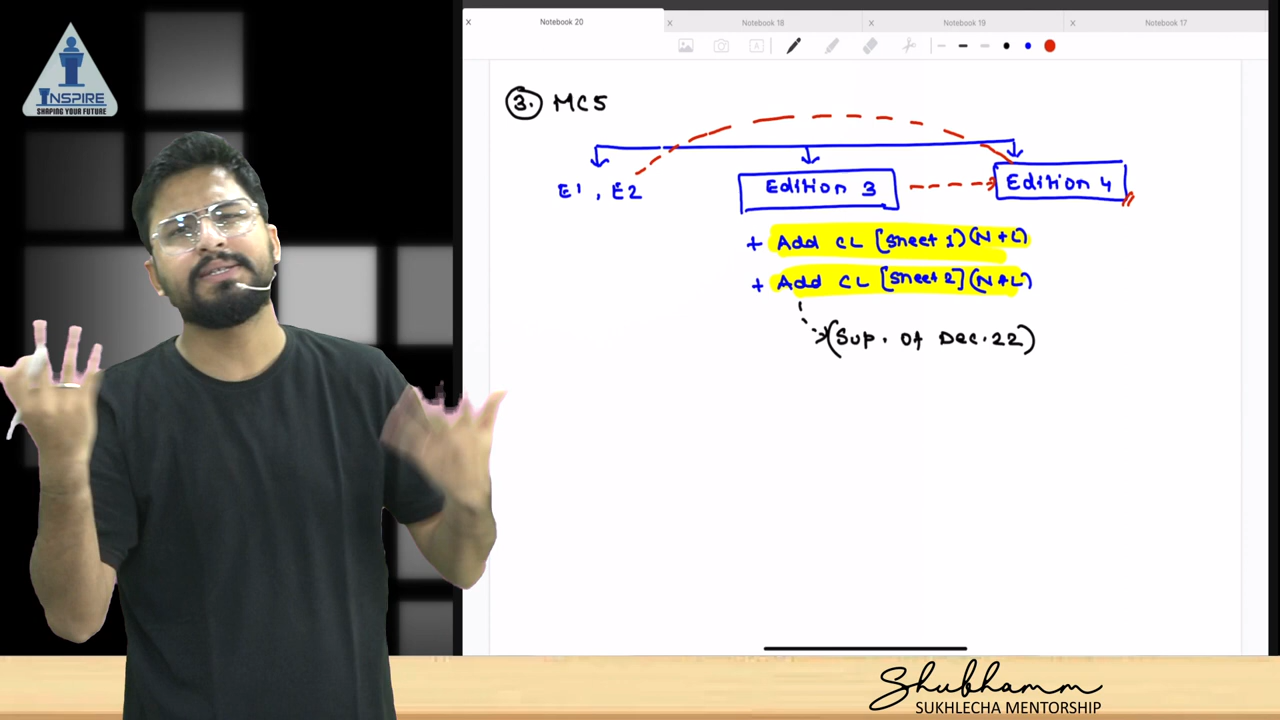 Notebook 20
Notebook 18
Notebook 19
Notebook 17
INSPIRE
SHAPING YOUR FUTURE
3. MCS
E1, E2
Edition 3
Edition 4
+ Add CL [Sheet 1) (N+L)
+ Add CL [Sheet 2] (N+L)
(Sup. Of Dec. 22)
Shubhamm
SUKHLECHA MENTORSHIP